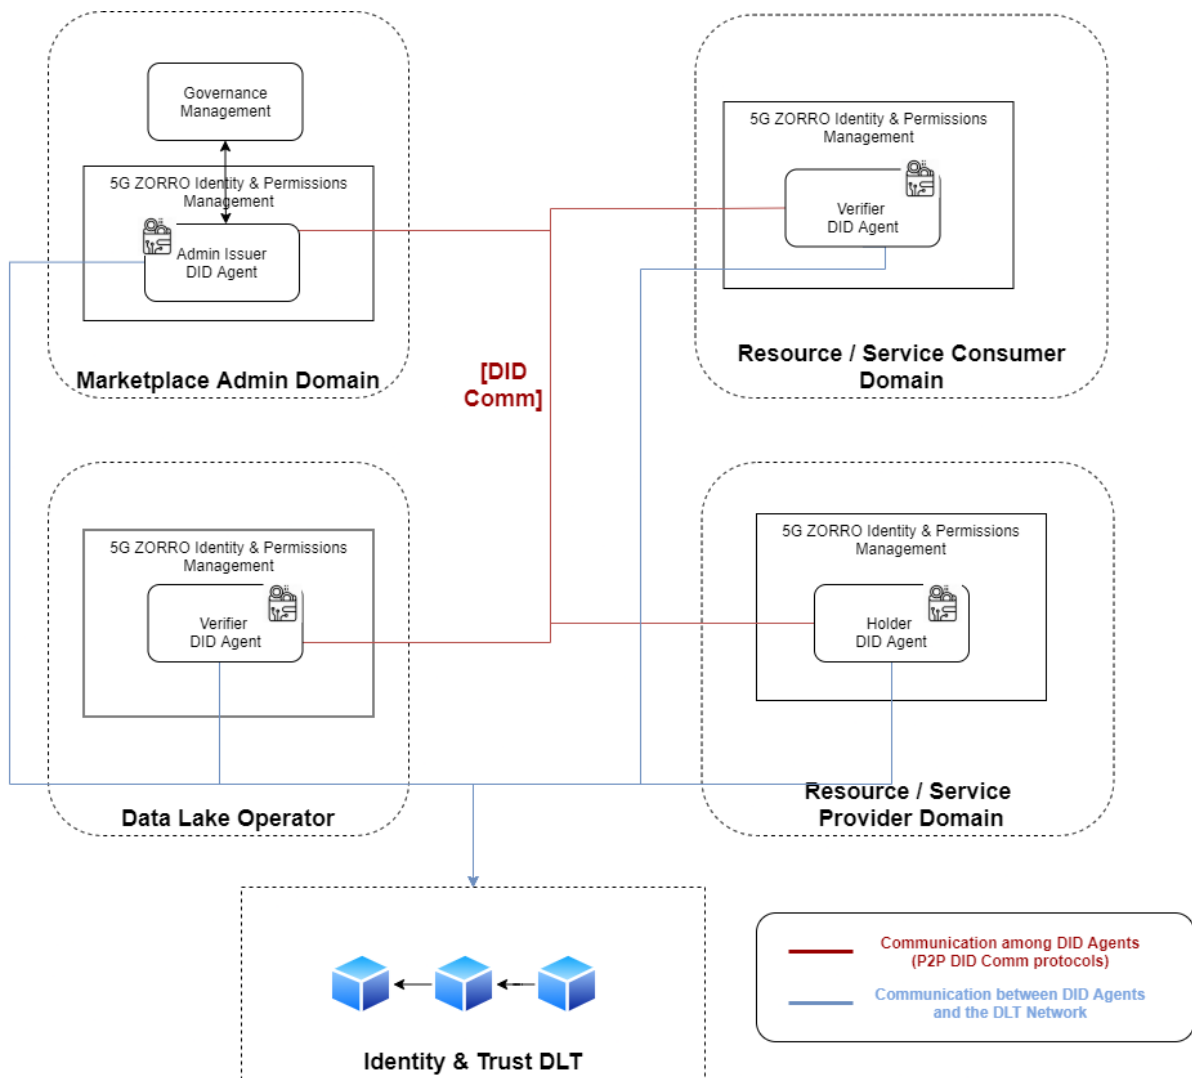 Governance
Management
5G ZORRO Identity & Permissions
Management
Admin Issuer
DID Agent
Marketplace Admin Domain
5G ZORRO Identity & Permissions
Management
Verifier
DID Agent
Resource / Service Consumer
Domain
[DID
Comm]
5G ZORRO Identity & Permissions
Management
Verifier
DID Agent
Data Lake Operator
5G ZORRO Identity & Permissions
Management
Holder
DID Agent
Resource / Service
Provider Domain
Identity & Trust DLT
Communication among DID Agents
(P2P DID Comm protocols)
Communication between DID Agents
and the DLT Network